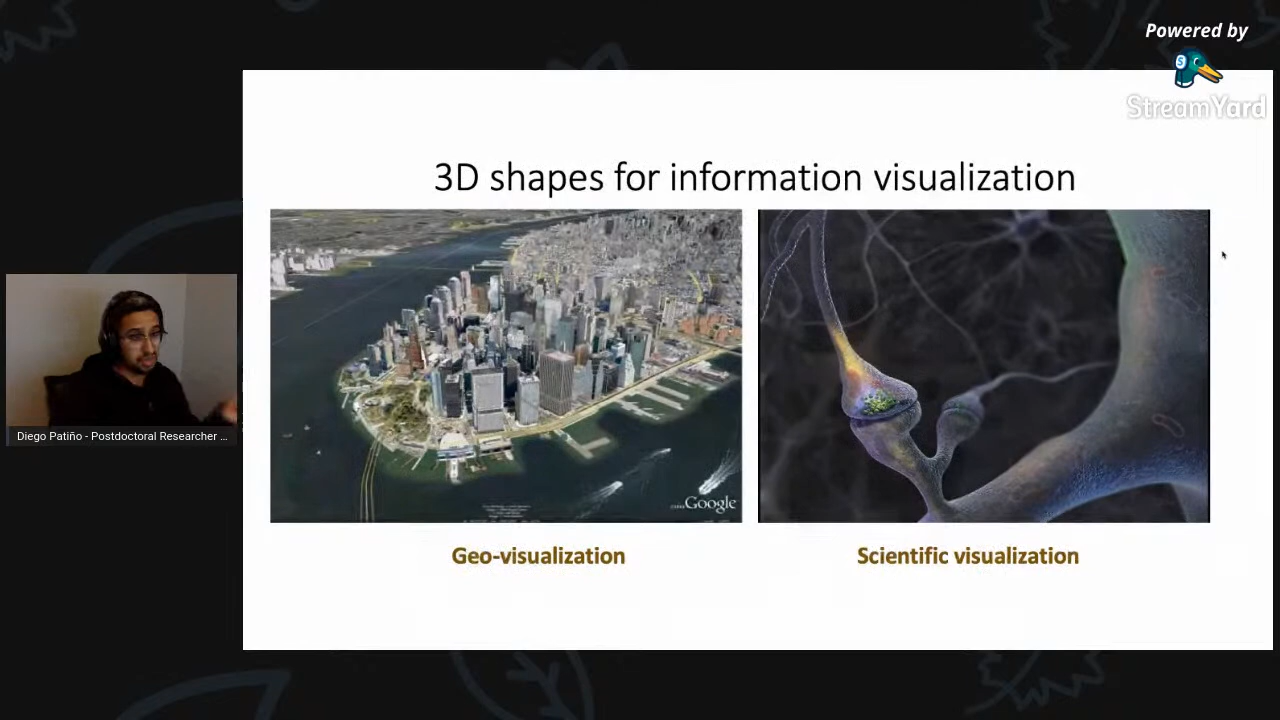 Powered by
StreamYard
3D shapes for information visualization
Google
Geo-visualization
Scientific visualization
Diego Patiño - Postdoctoral Researcher ...